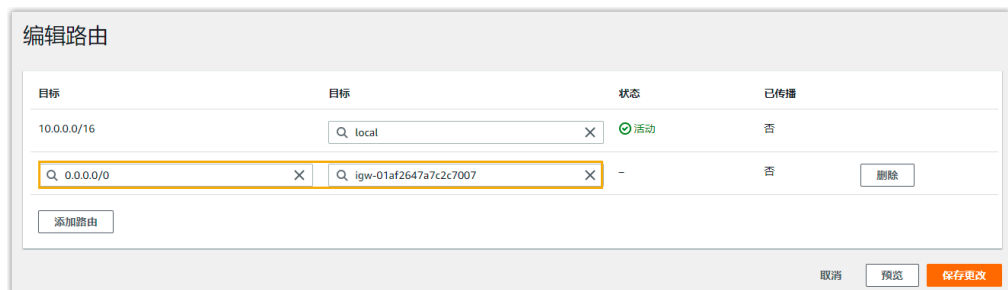 编辑路由
目标 目标 状态 已传播
10.0.0.0/16 local 活动 否
0.0.0.0/0 igw-01af2647a7c2c7007 – 否 删除
添加路由
取消 预览 保存更改